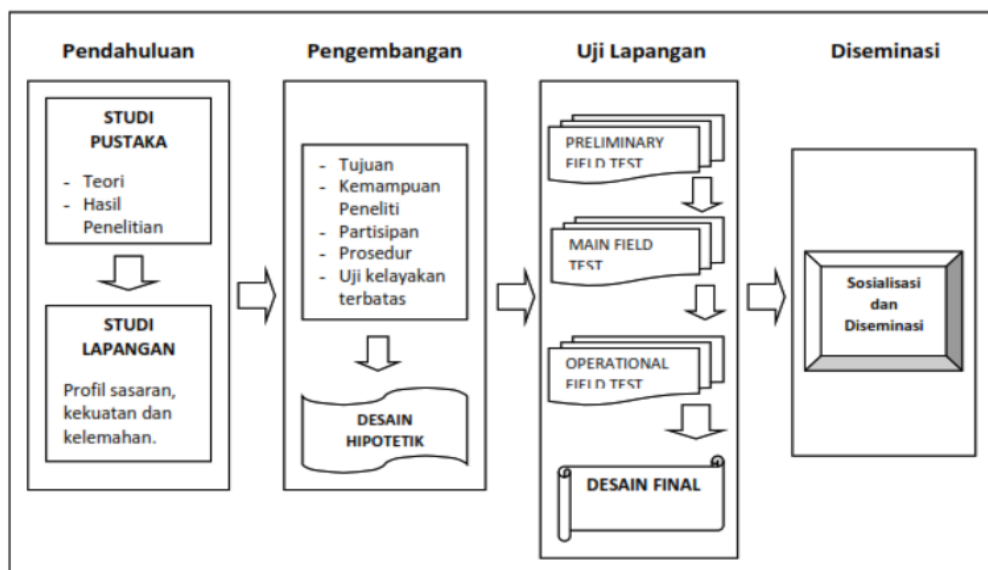 Pendahuluan
STUDI
PUSTAKA
- Teori
- Hasil
Penelitian
STUDI
LAPANGAN
Profil sasaran,
kekuatan dan
kelemahan.
Pengembangan
- Tujuan
- Kemampuan
Peneliti
- Partisipan
- Prosedur
- Uji kelayakan
terbatas
DESAIN
HIPOTETIK
Uji Lapangan
PRELIMINARY
FIELD TEST
MAIN FIELD
TEST
OPERATIONAL
FIELD TEST
DESAIN FINAL
Diseminasi
Sosialisasi
dan
Diseminasi